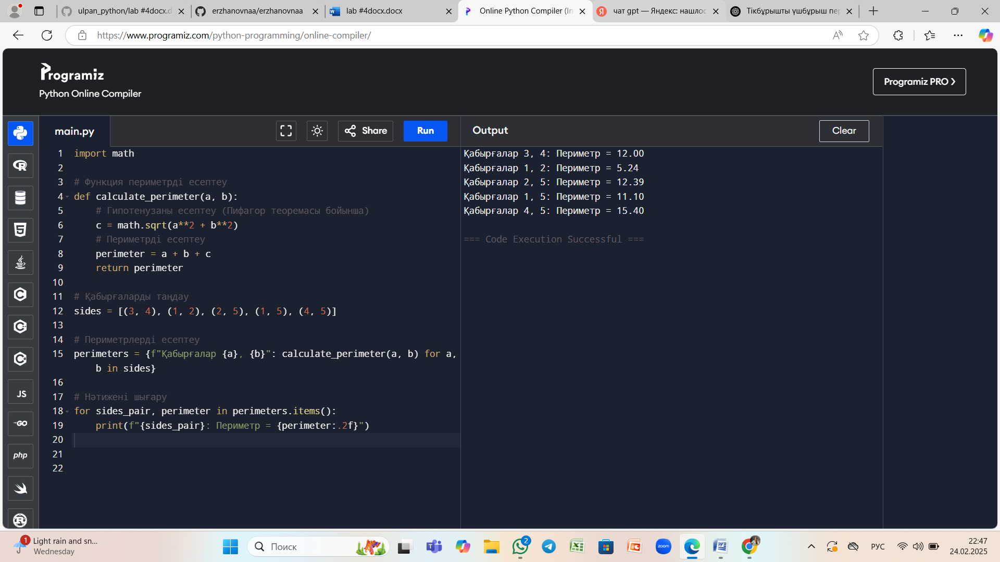 ulpan_python/lab #4docx.d
erzhanovnaa/erzhanovnaa
lab #4docx.docx
Online Python Compiler (In
чат gpt — Яндекс: нашлос
Тікбұрышты үшбұрыш пер
https://www.programiz.com/python-programming/online-compiler/
Programiz
Python Online Compiler
Programiz PRO ❯
main.py
Share
Run
Output
Clear
1 import math
2
3 # Функция периметрді есептеу
4 def calculate_perimeter(a, b):
5 # Гипотенузаны есептеу (Пифагор теоремасы бойынша)
6 c = math.sqrt(a**2 + b**2)
7 # Периметрді есептеу
8 perimeter = a + b + c
9 return perimeter
10
11 # Қабырғаларды таңдау
12 sides = [(3, 4), (1, 2), (2, 5), (1, 5), (4, 5)]
13
14 # Периметрлерді есептеу
15 perimeters = {f"Қабырғалар {a}, {b}": calculate_perimeter(a, b) for a,
b in sides}
16
17 # Нәтижені шығару
18 for sides_pair, perimeter in perimeters.items():
19 print(f"{sides_pair}: Периметр = {perimeter:.2f}")
20
21
22
Қабырғалар 3, 4: Периметр = 12.00
Қабырғалар 1, 2: Периметр = 5.24
Қабырғалар 2, 5: Периметр = 12.39
Қабырғалар 1, 5: Периметр = 11.10
Қабырғалар 4, 5: Периметр = 15.40
=== Code Execution Successful ===
JS
GO
php
1
Light rain and sn...
Wednesday
Поиск
2
zoom
РУС
22:47
24.02.2025